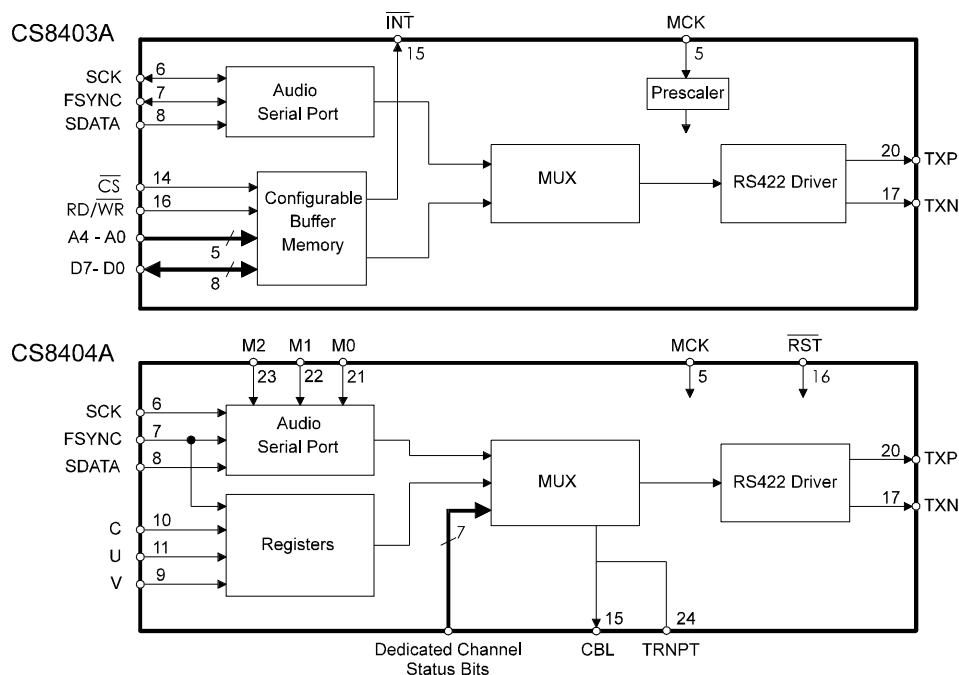 CS8403A
INT
MCK
15
5
SCK
6
FSYNC
7
SDATA
8
Audio
Serial Port
Prescaler
CS
14
RD/WR
16
A4 - A0
5
D7- D0
8
Configurable
Buffer
Memory
MUX
RS422 Driver
20
TXP
17
TXN
CS8404A
M2
M1
M0
MCK
RST
23
22
21
5
16
SCK
6
FSYNC
7
SDATA
8
Audio
Serial Port
C
10
U
11
V
9
Registers
MUX
7
RS422 Driver
20
TXP
17
TXN
15
24
Dedicated Channel
Status Bits
CBL
TRNPT